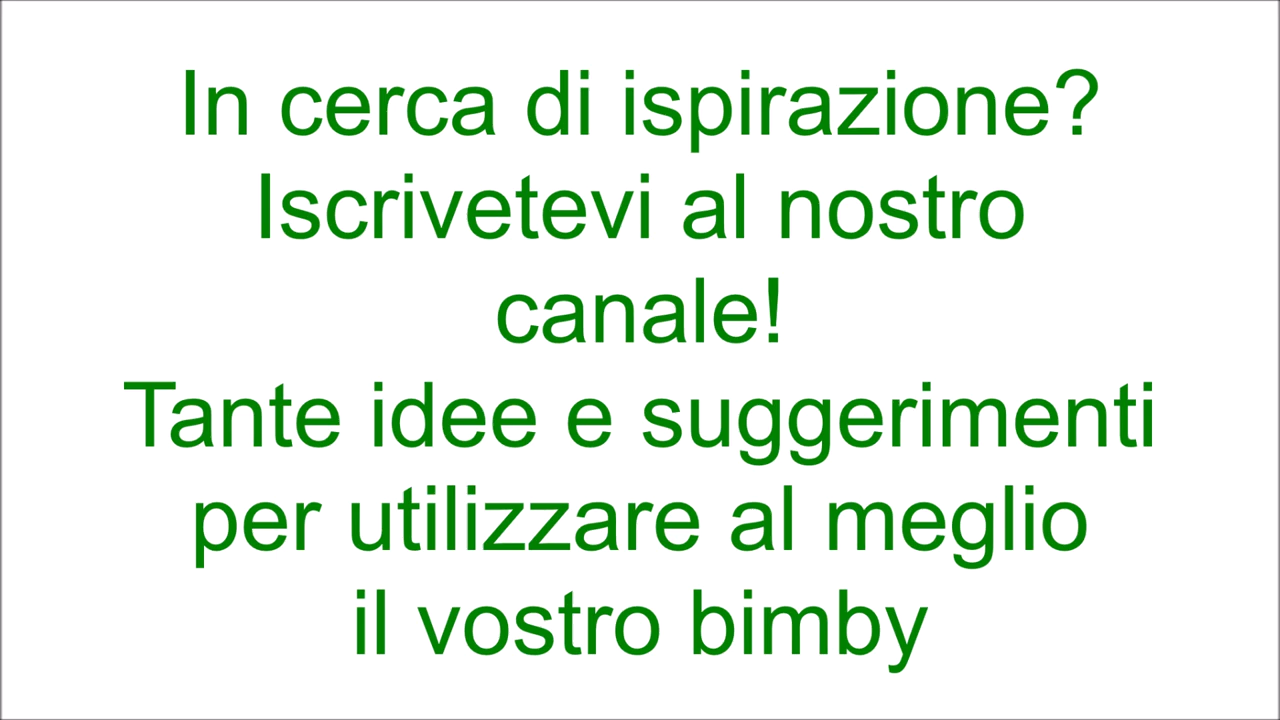 In cerca di ispirazione?
Iscrivetevi al nostro
canale!
Tante idee e suggerimenti
per utilizzare al meglio
il vostro bimby